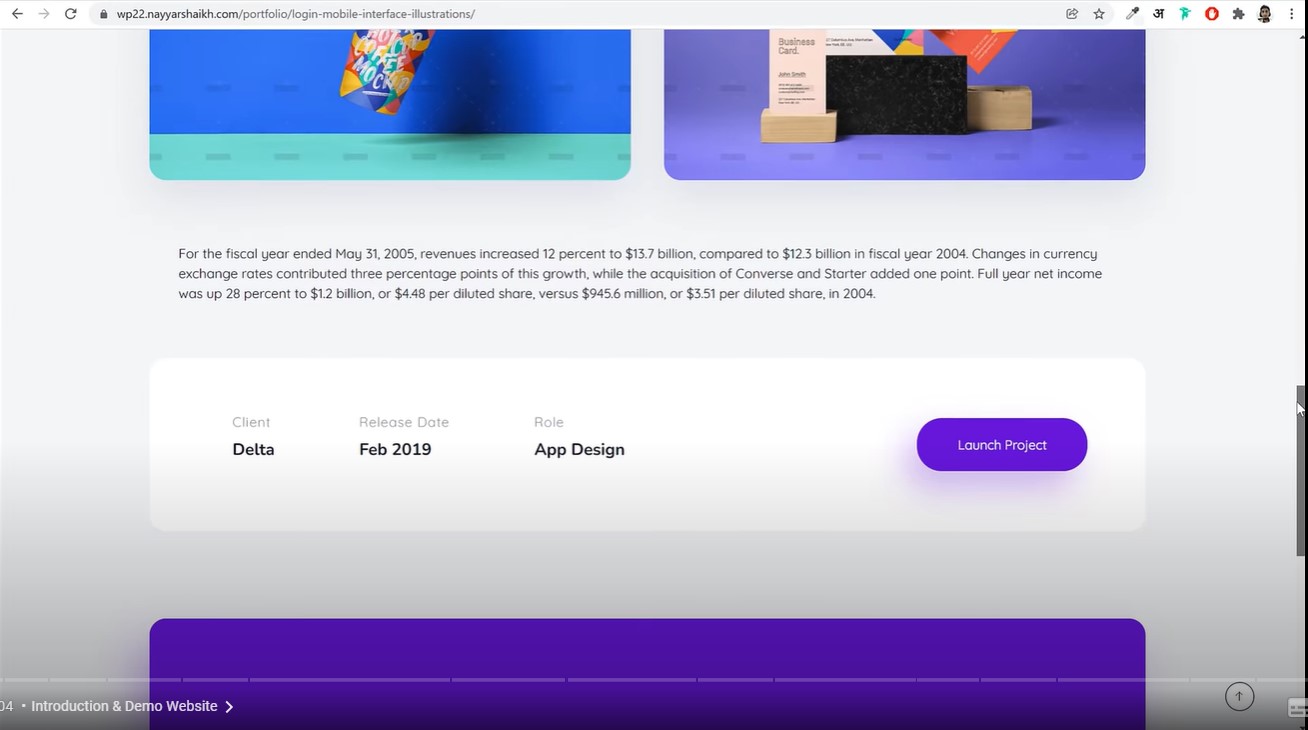 wp22.nayyarshaikh.com/portfolio/login-mobile-interface-illustrations/
अ
HOT
COFFEE
MOCKUP
Business
Card.
John Smith
For the fiscal year ended May 31, 2005, revenues increased 12 percent to $13.7 billion, compared to $12.3 billion in fiscal year 2004. Changes in currency
exchange rates contributed three percentage points of this growth, while the acquisition of Converse and Starter added one point. Full year net income
was up 28 percent to $1.2 billion, or $4.48 per diluted share, versus $945.6 million, or $3.51 per diluted share, in 2004.
Client
Delta
Release Date
Feb 2019
Role
App Design
Launch Project
04 • Introduction & Demo Website